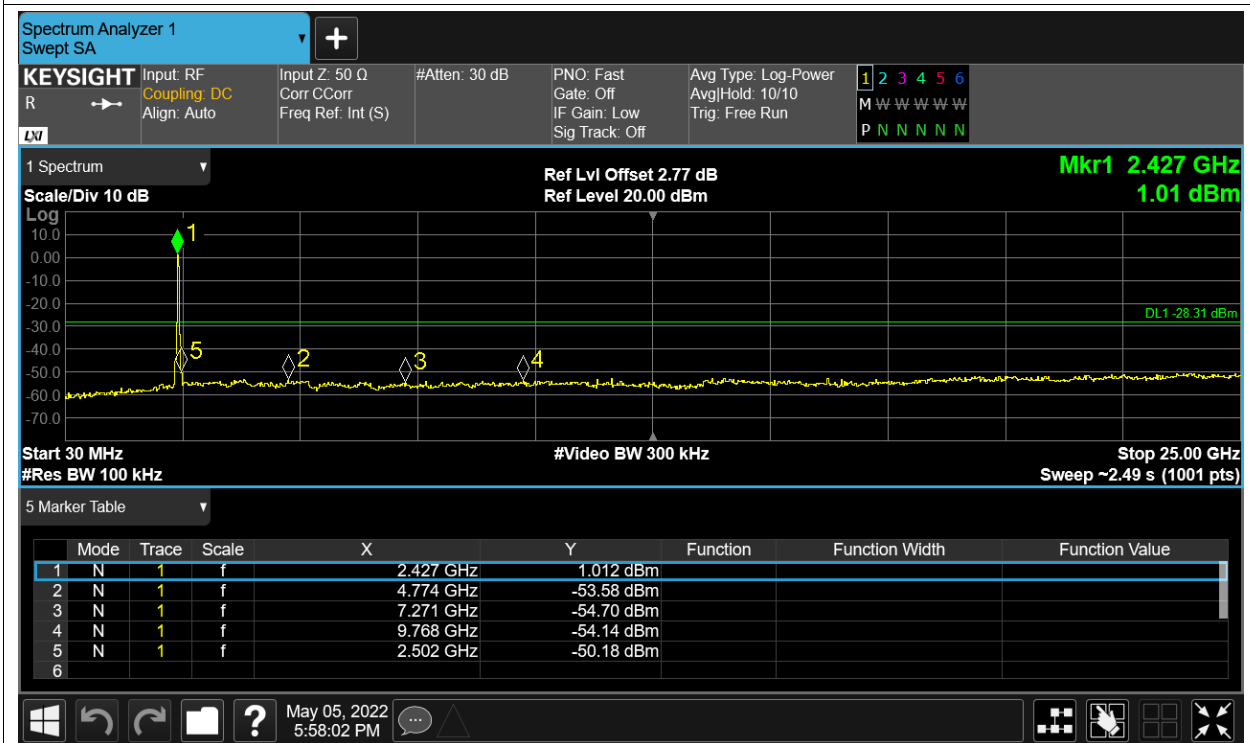 Spectrum Analyzer 1
Swept SA
KEYSIGHT
R
LXI
Input: RF
Coupling: DC
Align: Auto
Input Z: 50 Ω
Corr CCorr
Freq Ref: Int (S)
#Atten: 30 dB
PNO: Fast
Gate: Off
IF Gain: Low
Sig Track: Off
Avg Type: Log-Power
Avg|Hold: 10/10
Trig: Free Run
1 2 3 4 5 6
M W W W W W
P N N N N N
1 Spectrum
Scale/Div 10 dB
Ref Lvl Offset 2.77 dB
Ref Level 20.00 dBm
Mkr1 2.427 GHz
1.01 dBm
Log
10.0
0.00
-10.0
-20.0
-30.0
-40.0
-50.0
-60.0
-70.0
1
5
2
3
4
DL1 -28.31 dBm
Start 30 MHz
#Video BW 300 kHz
Stop 25.00 GHz
#Res BW 100 kHz
Sweep ~2.49 s (1001 pts)
5 Marker Table
Mode Trace Scale X Y Function Function Width Function Value
1 N 1 f 2.427 GHz 1.012 dBm
2 N 1 f 4.774 GHz -53.58 dBm
3 N 1 f 7.271 GHz -54.70 dBm
4 N 1 f 9.768 GHz -54.14 dBm
5 N 1 f 2.502 GHz -50.18 dBm
6
?
May 05, 2022
5:58:02 PM